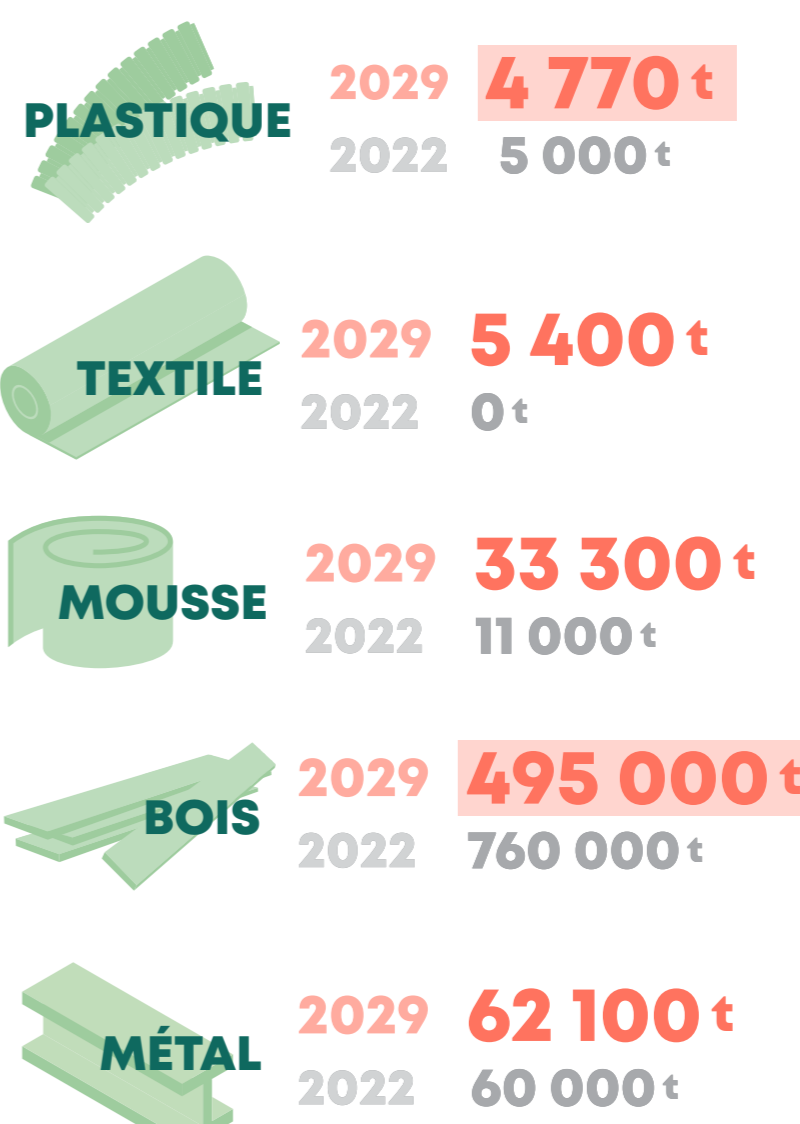 PLASTIQUE
2029 4 770 t
2022 5 000 t
TEXTILE
2029 5 400 t
2022 0 t
MOUSSE
2029 33 300 t
2022 11 000 t
BOIS
2029 495 000 t
2022 760 000 t
MÉTAL
2029 62 100 t
2022 60 000 t